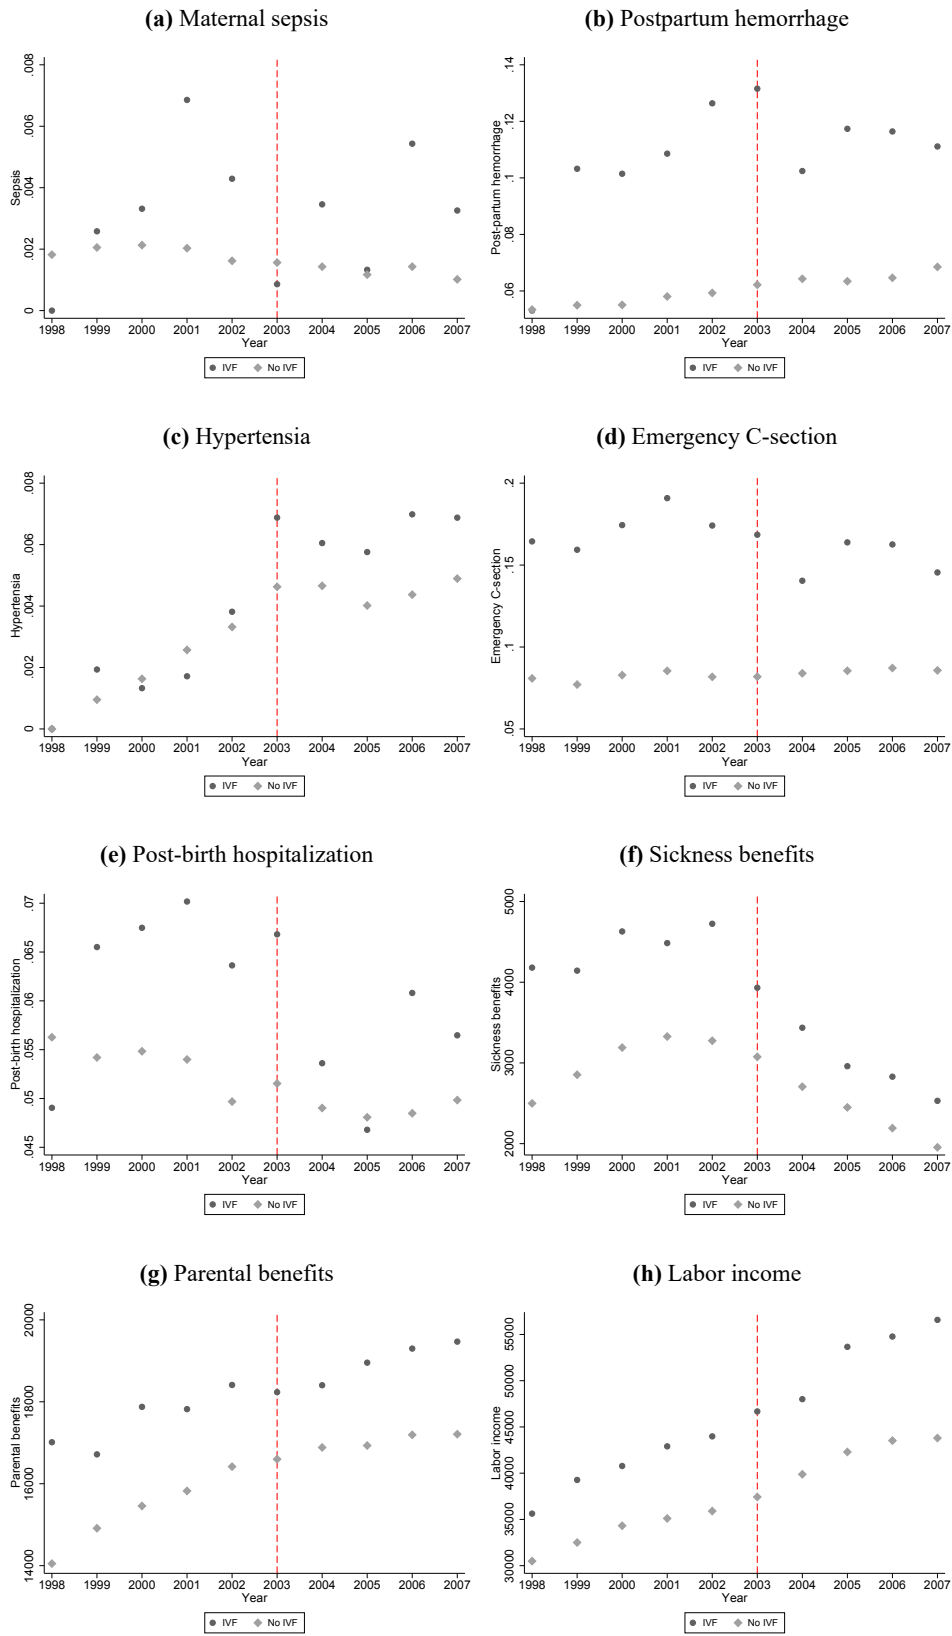 (a) Maternal sepsis
Sepsis
.008
.006
.004
.002
0
1998 1999 2000 2001 2002 2003 2004 2005 2006 2007
Year
IVF No IVF
(b) Postpartum hemorrhage
Post-partum hemorrhage
.14
.12
.1
.08
.06
1998 1999 2000 2001 2002 2003 2004 2005 2006 2007
Year
IVF No IVF
(c) Hypertensia
Hypertensia
.008
.006
.004
.002
0
1998 1999 2000 2001 2002 2003 2004 2005 2006 2007
Year
IVF No IVF
(d) Emergency C-section
Emergency C-section
.2
.15
.1
.05
1998 1999 2000 2001 2002 2003 2004 2005 2006 2007
Year
IVF No IVF
(e) Post-birth hospitalization
Post-birth hospitalization
.07
.065
.06
.055
.05
.045
1998 1999 2000 2001 2002 2003 2004 2005 2006 2007
Year
IVF No IVF
(f) Sickness benefits
Sickness benefits
5000
4000
3000
2000
1998 1999 2000 2001 2002 2003 2004 2005 2006 2007
Year
IVF No IVF
(g) Parental benefits
Parental benefits
20000
18000
16000
14000
1998 1999 2000 2001 2002 2003 2004 2005 2006 2007
Year
IVF No IVF
(h) Labor income
Labor income
55000
50000
45000
40000
35000
30000
1998 1999 2000 2001 2002 2003 2004 2005 2006 2007
Year
IVF No IVF